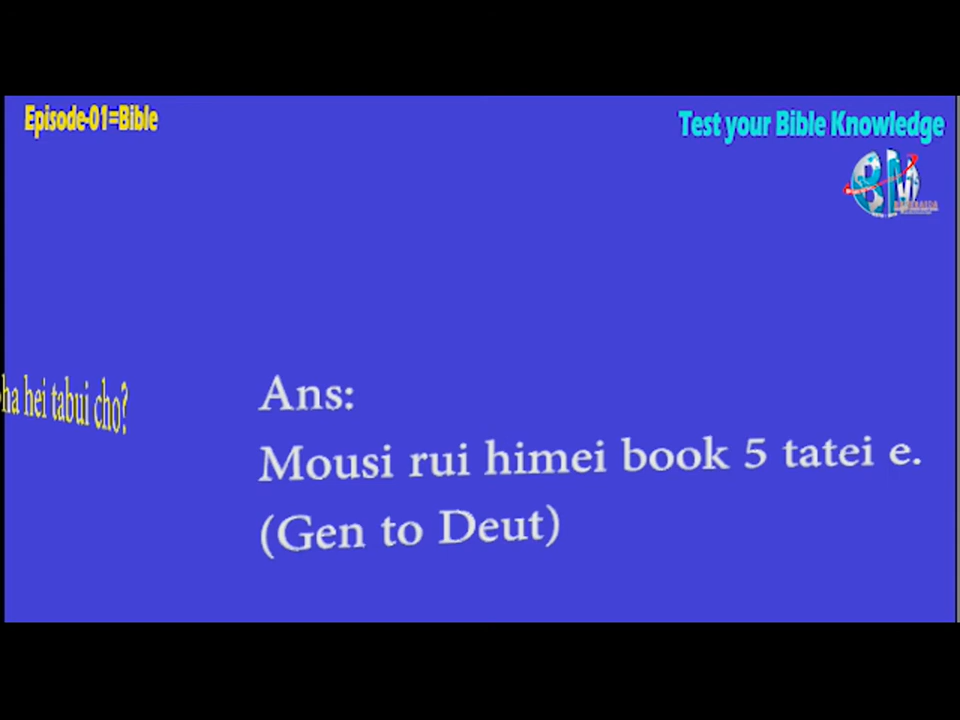 Episode-01=Bible
Test your Bible Knowledge
hei tabui cho?
Ans:
Mousi rui himei book 5 tatei e.
(Gen to Deut)